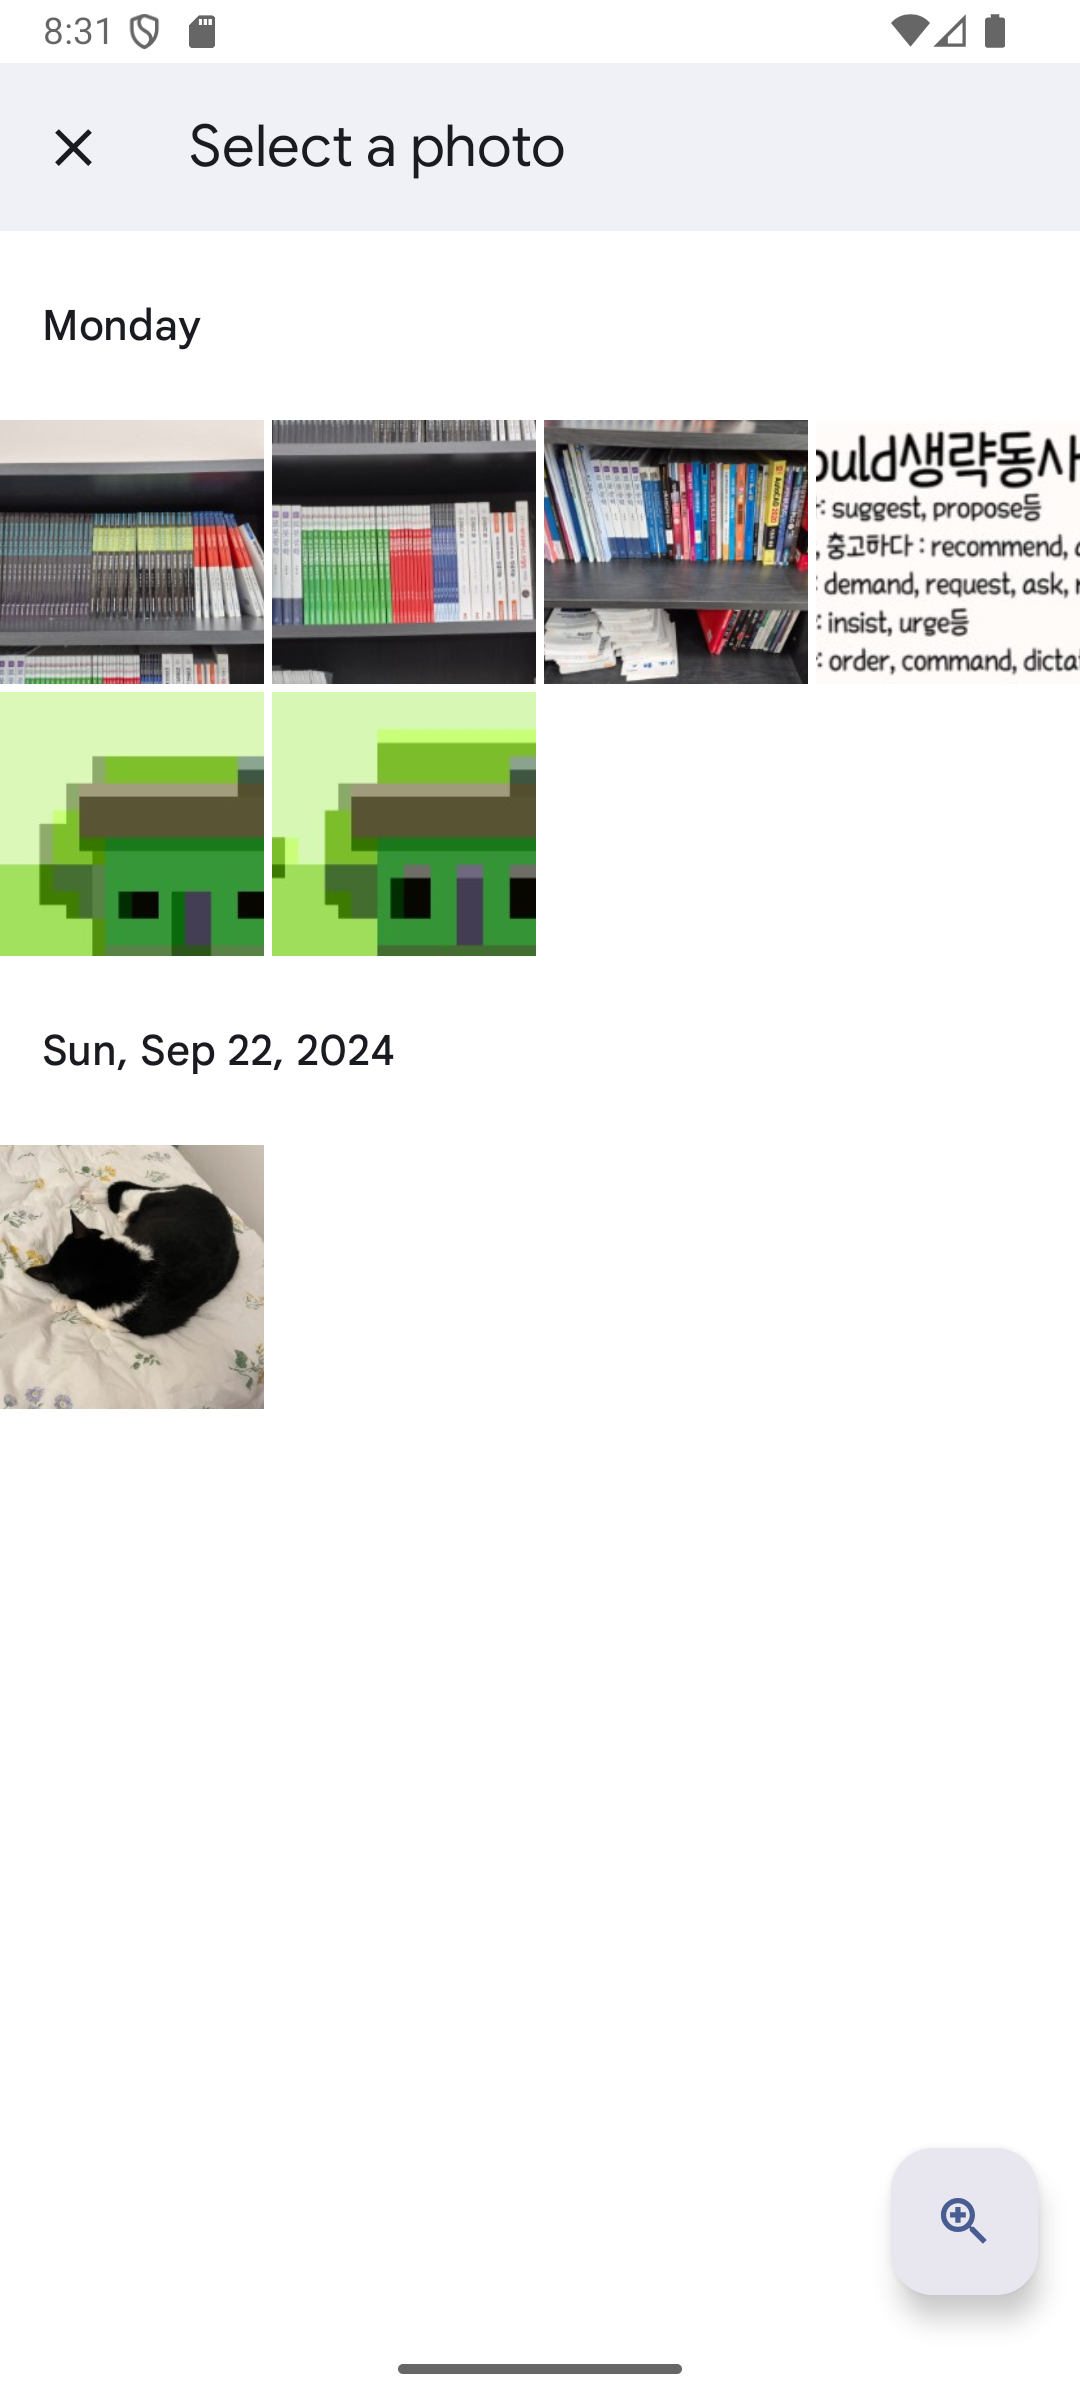 8:31
Select a photo
Monday
ould생략동사
: suggest, propose등
, 충고하다 : recommend,
: demand, request, ask,
: insist, urge등
: order, command, dicta
Sun, Sep 22, 2024